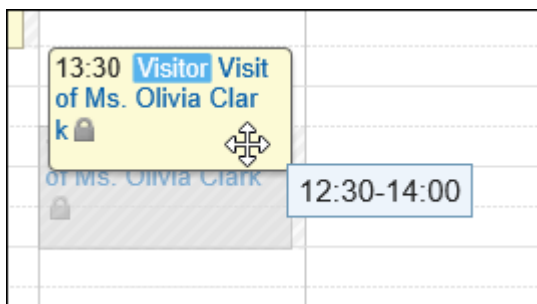 13:30 Visitor Visit
of Ms. Olivia Clar
k
of Ms. Olivia Clark
12:30-14:00